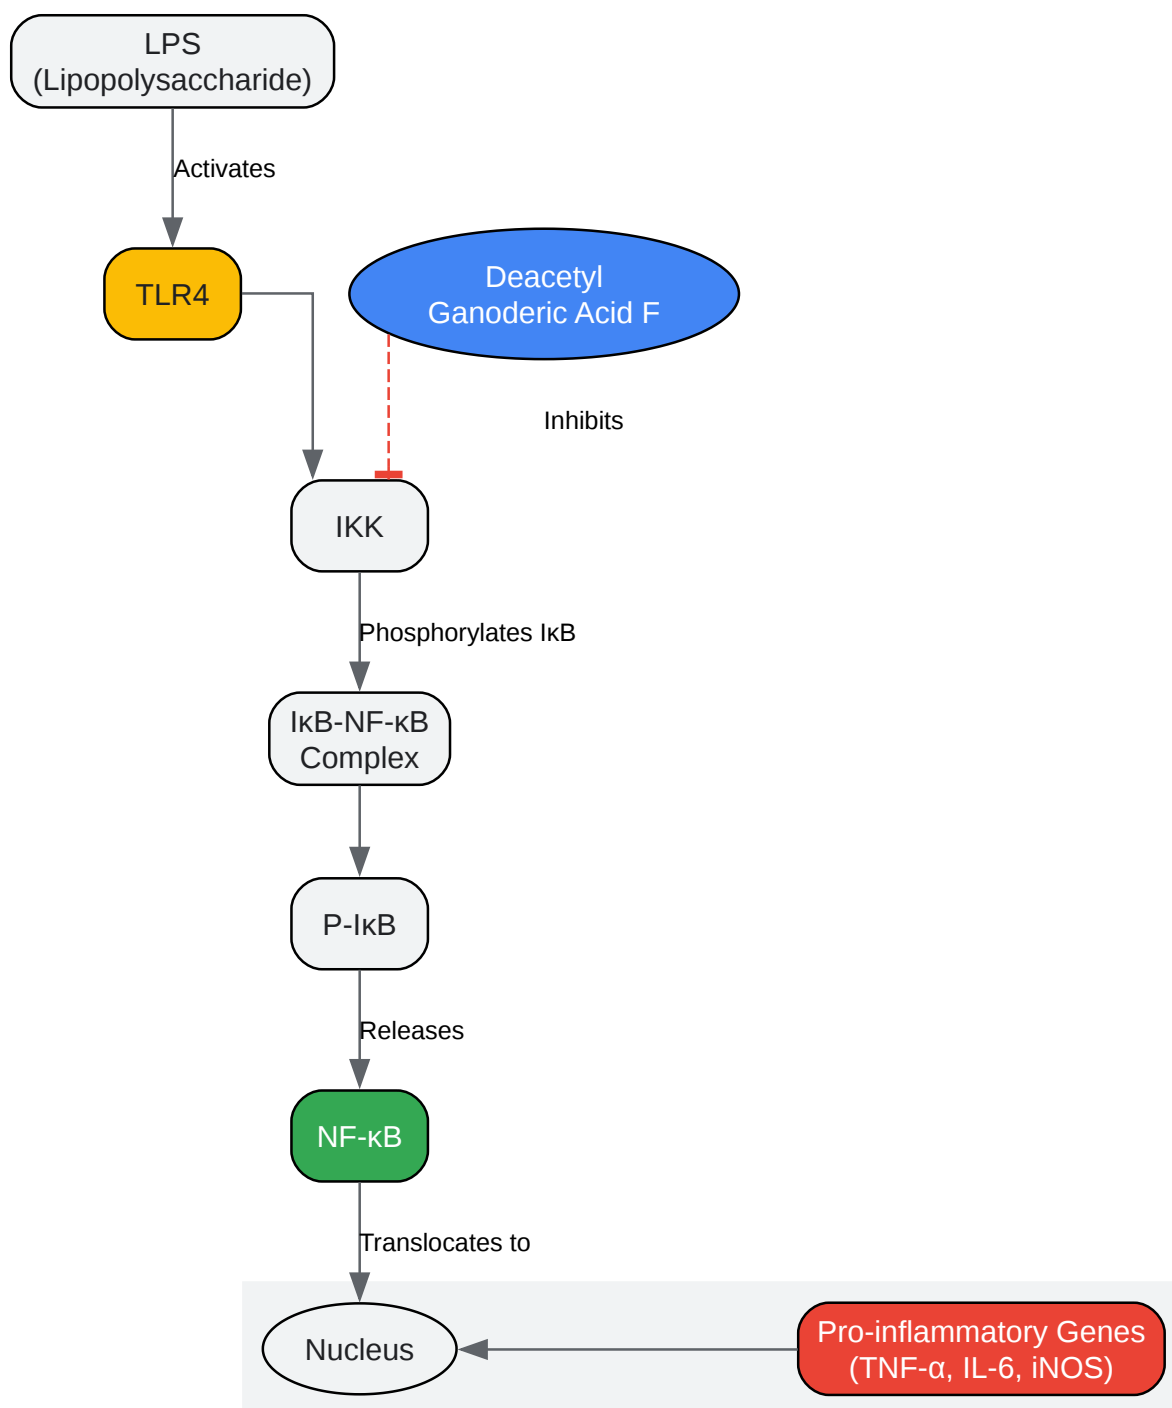 LPS
(Lipopolysaccharide)
Activates
TLR4
Deacetyl
Ganoderic Acid F
Inhibits
IKK
Phosphorylates IκB
IκB-NF-κB
Complex
P-IκB
Releases
NF-κB
Translocates to
Nucleus
Pro-inflammatory Genes
(TNF-α, IL-6, iNOS)